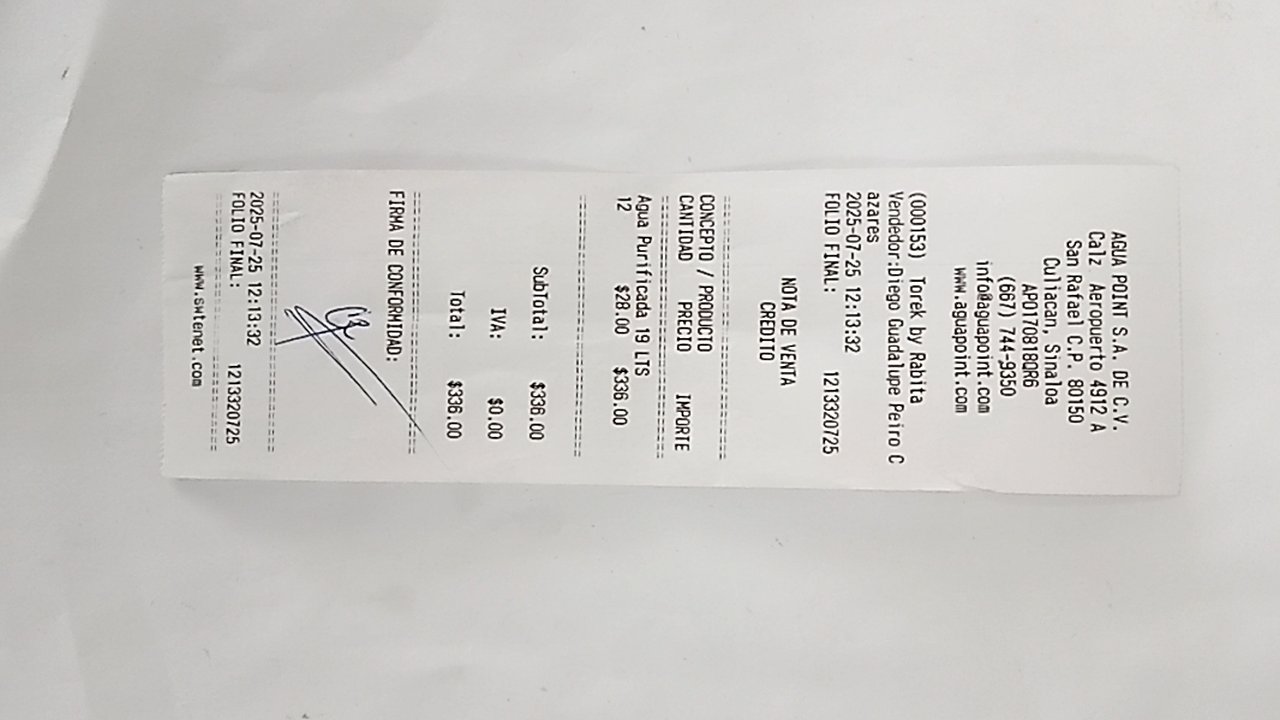 AGUA POINT S.A. DE C.V.
Calz Aeropuerto 4912 A
San Rafael C.P. 80150
Culiacan, Sinaloa
APO170818QR6
(667) 744-9350
info@aguapoint.com
www.aguapoint.com
(000153) Torek by Rabita
Vendedor:Diego Guadalupe Peiro C
azares
2025-07-25 12:13:32
FOLIO FINAL: 1213320725
NOTA DE VENTA
CREDITO
CONCEPTO / PRODUCTO
CANTIDAD PRECIO IMPORTE
Agua Purificada 19 LTS
12 $28.00 $336.00
SubTotal: $336.00
IVA: $0.00
Total: $336.00
FIRMA DE CONFORMIDAD:
2025-07-25 12:13:32
FOLIO FINAL: 1213320725
www.swtenet.com